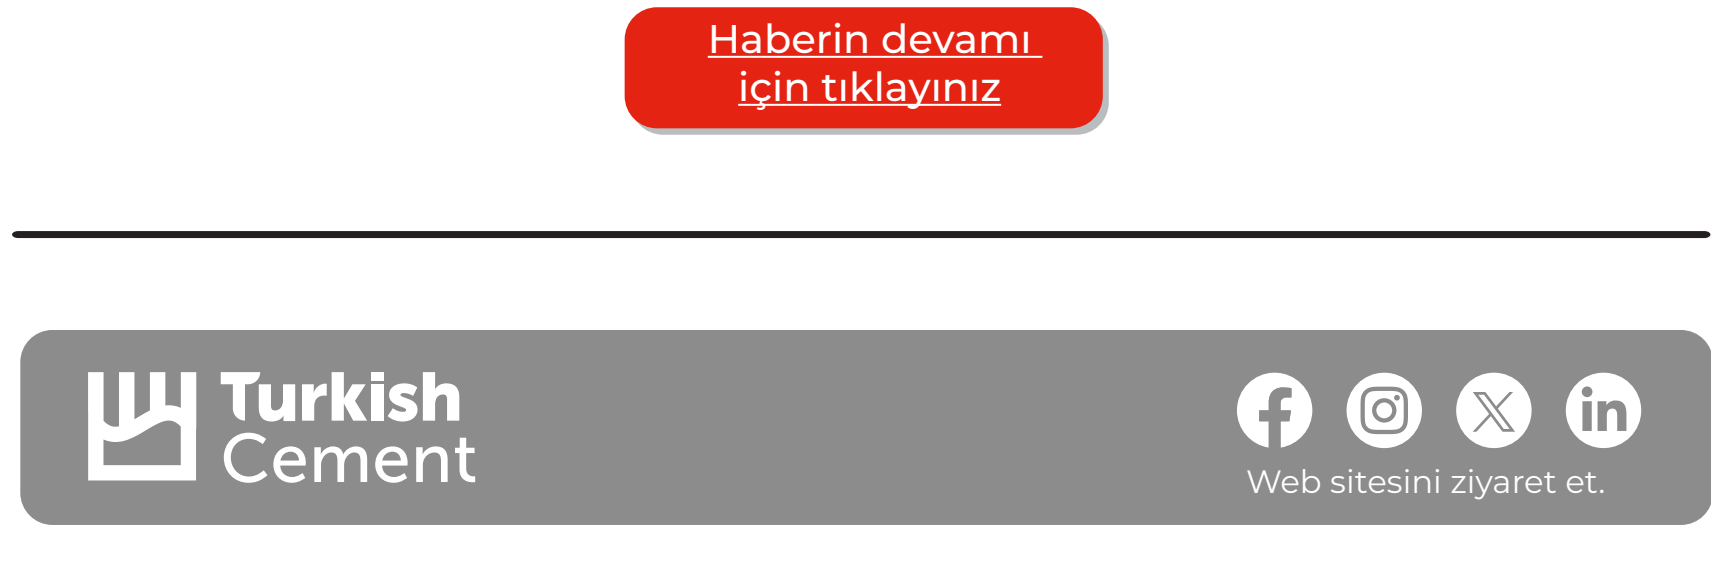 Haberin devamı
için tıklayınız
Turkish
Cement
Web sitesini ziyaret et.